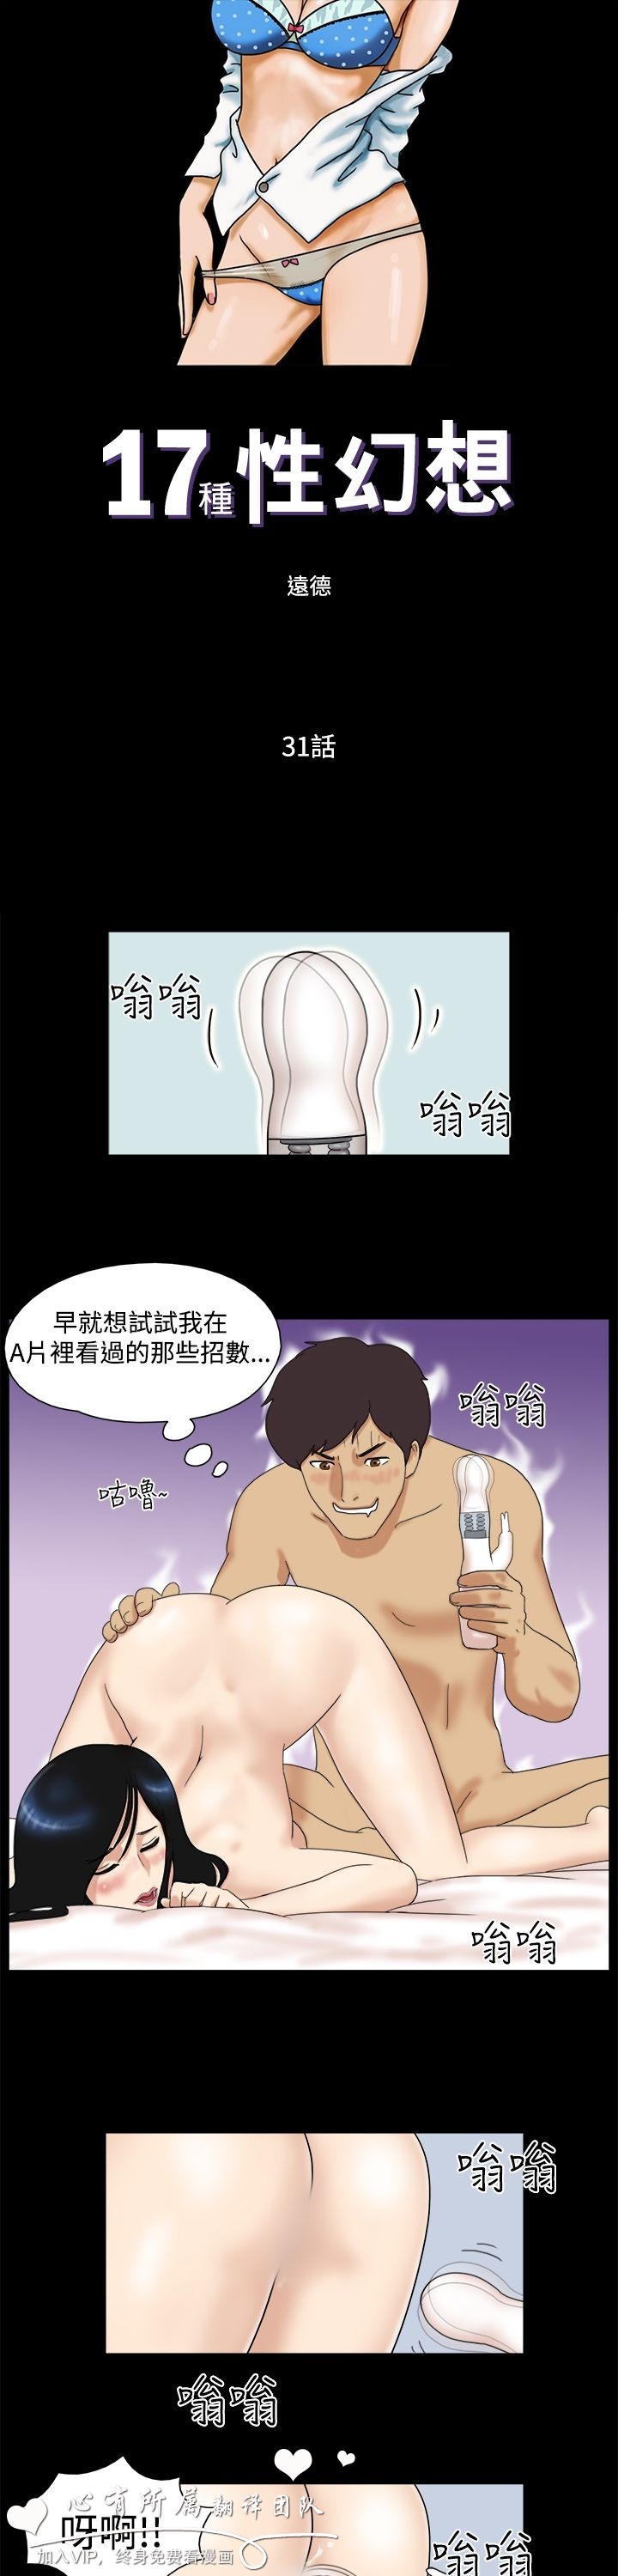 17種性幻想
遠德
31話
嗡嗡
嗡嗡
早就想試試我在
A片裡看過的那些招數...
嗡嗡
咕嚕~
嗡嗡
嗡嗡
嗡嗡
呀啊!!
心有所属翻译团队
加入VIP，终身免费看漫画
嗡嗡